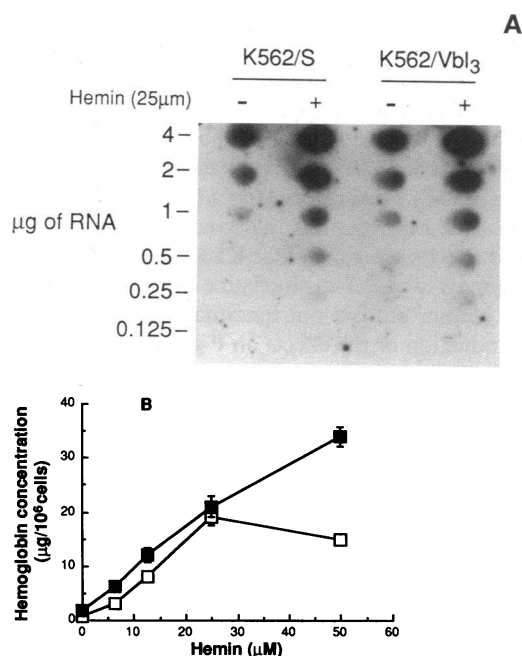 A
K562/S K562/Vbl3
Hemin (25µm) - + - +
4
2
µg of RNA
1
0.5
0.25
0.125
B
Hemoglobin concentration
(µg/10⁶cells)
40
30
20
10
0
0 10 20 30 40 50 60
Hemin (µM)